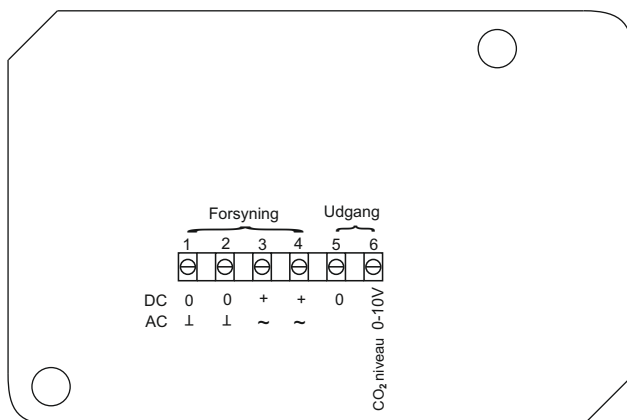 Forsyning Udgang
1 2 3 4 5 6
DC 0 0 + + 0
AC ⊥ ⊥ ~ ~
CO₂ niveau 0-10V